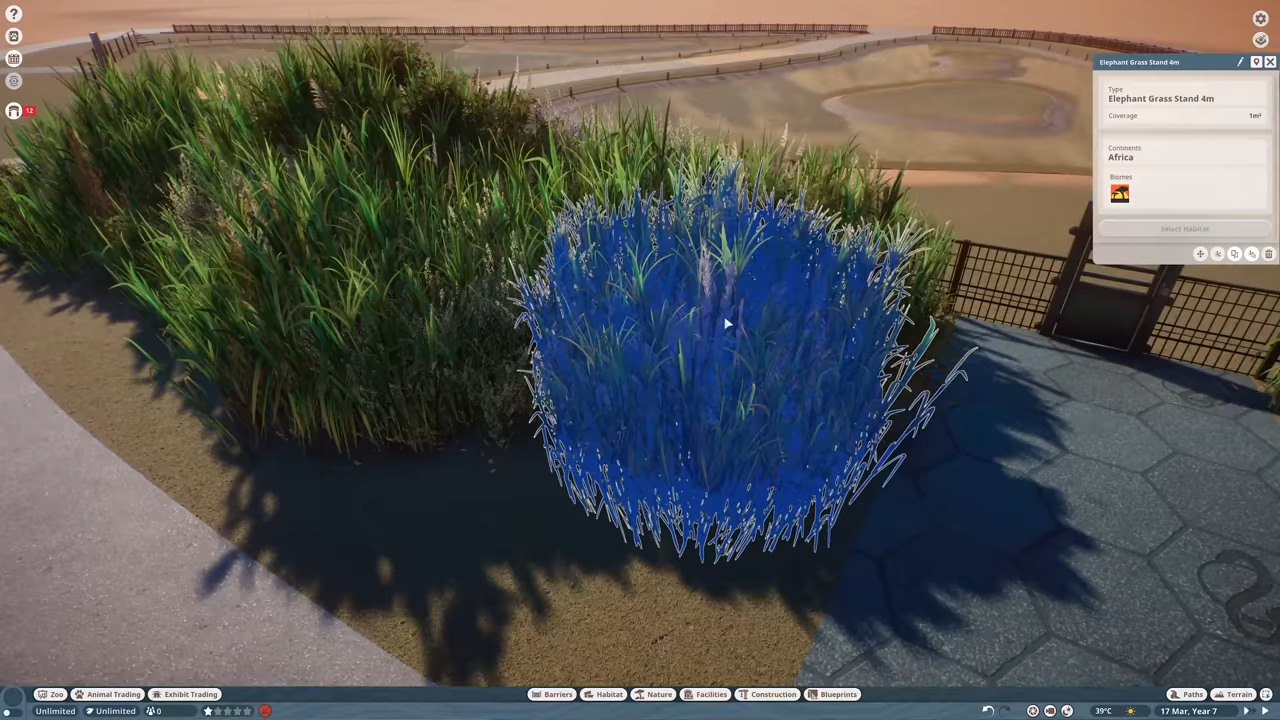 ?
12
Elephant Grass Stand 4m
Type
Elephant Grass Stand 4m
Coverage 1m²
Continents
Africa
Biomes
Select Habitat
Zoo Animal Trading Exhibit Trading Barriers Habitat Nature Facilities Construction Blueprints Paths Terrain
Unlimited Unlimited 0 39°C 17 Mar, Year 7